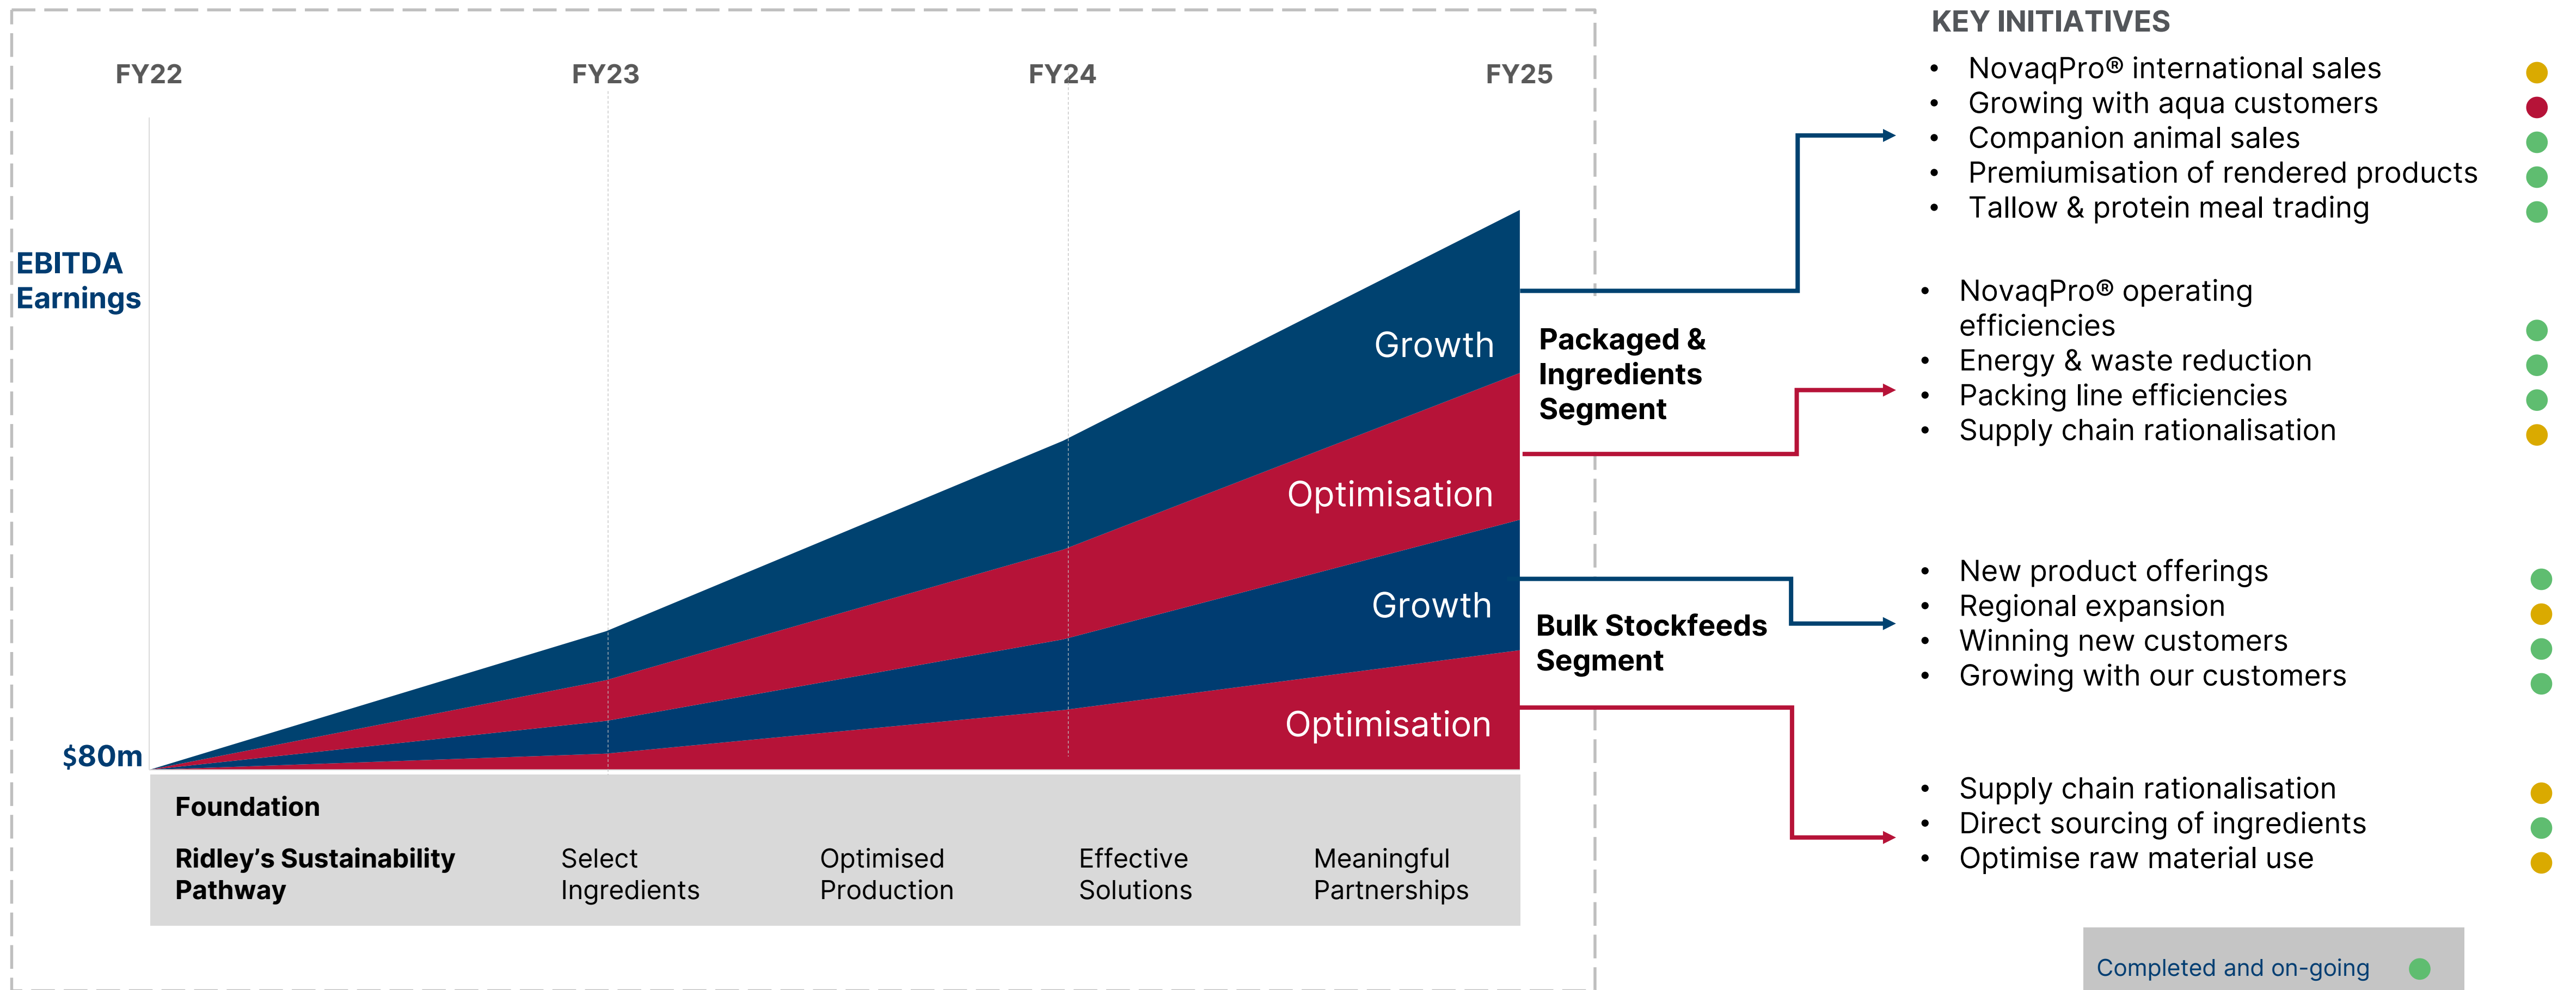 FY22
FY23
FY24
FY25
EBITDA
Earnings
$80m
Growth
Optimisation
Growth
Optimisation
Packaged &
Ingredients
Segment
Bulk Stockfeeds
Segment
Foundation
Ridley’s Sustainability
Pathway
Select
Ingredients
Optimised
Production
Effective
Solutions
Meaningful
Partnerships
KEY INITIATIVES
• NovaqPro® international sales
• Growing with aqua customers
• Companion animal sales
• Premiumisation of rendered products
• Tallow & protein meal trading
• NovaqPro® operating
efficiencies
• Energy & waste reduction
• Packing line efficiencies
• Supply chain rationalisation
• New product offerings
• Regional expansion
• Winning new customers
• Growing with our customers
• Supply chain rationalisation
• Direct sourcing of ingredients
• Optimise raw material use
Completed and on-going